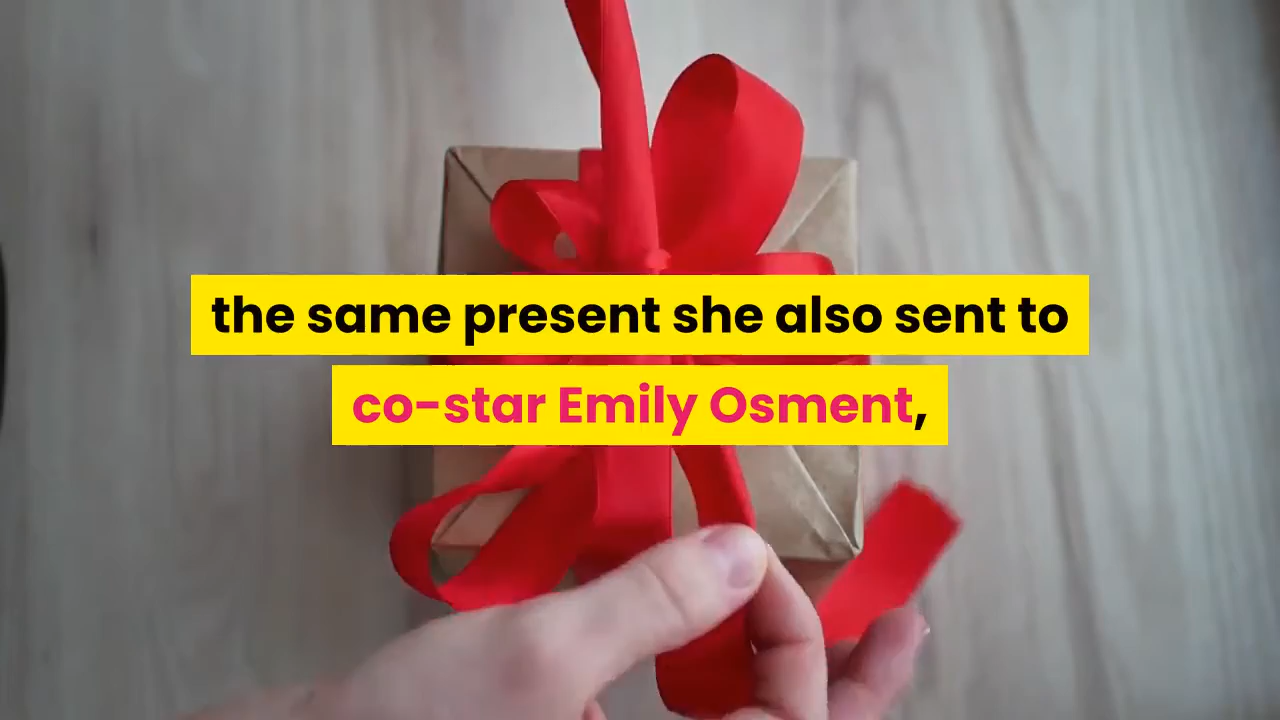 the same present she also sent to
co-star Emily Osment,